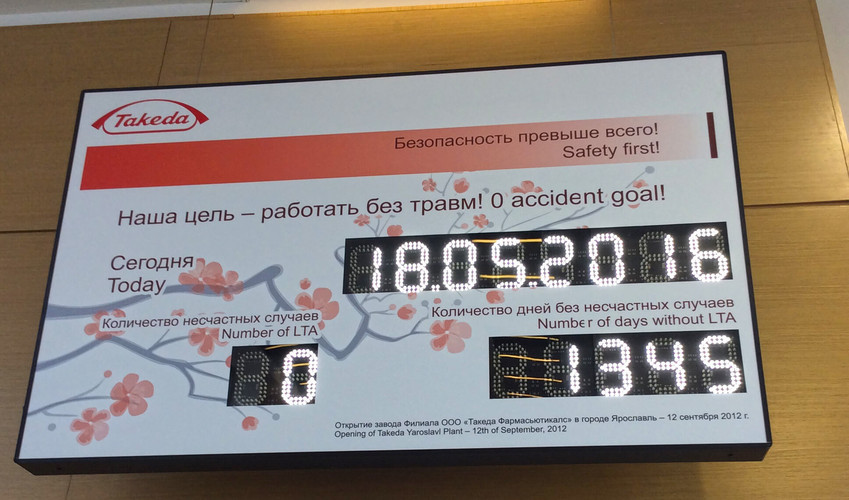 Takeda
Безопасность превыше всего!
Safety first!
Наша цель – работать без травм! 0 accident goal!
Сегодня
Today
18.05.2016
Количество несчастных случаев
Number of LTA
0
Количество дней без несчастных случаев
Number of days without LTA
1345
Открытие завода Филиала ООО «Такеда Фармасьютикалс» в городе Ярославль – 12 сентября 2012 г.
Opening of Takeda Yaroslavl Plant – 12th of September, 2012